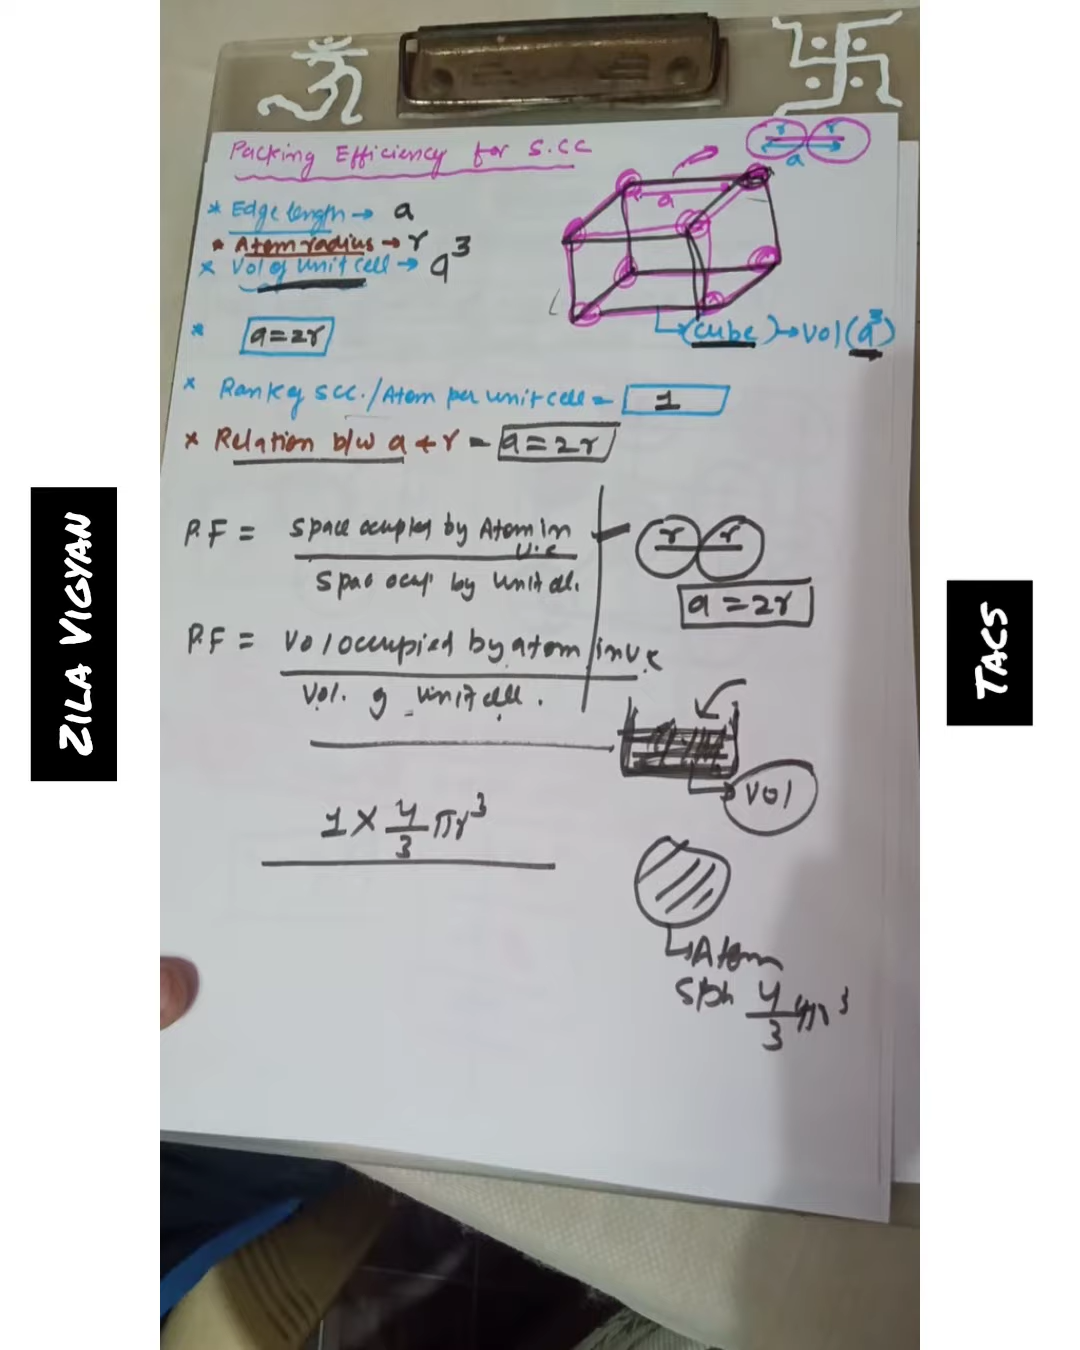 ZILA VIGYAN
TACS
ॐ
Packing Efficiency for S.CC
r r
a
* Edge length → a
* Atom radius → r
* Vol of unit cell → a³
a
(cube) → Vol (a³)
* a=2r
* Rank of SCC./Atom per unit cell = 1
* Relation b/w a & r = a=2r
P.F = Space occupied by Atom in u.c
Spac ocup by Unit cell.
r r
a=2r
P.F = Vol occupied by atom in u.c
Vol. of unit cell.
Vol
1 × 4/3 πr³
Atom
Sph 4/3 πr³